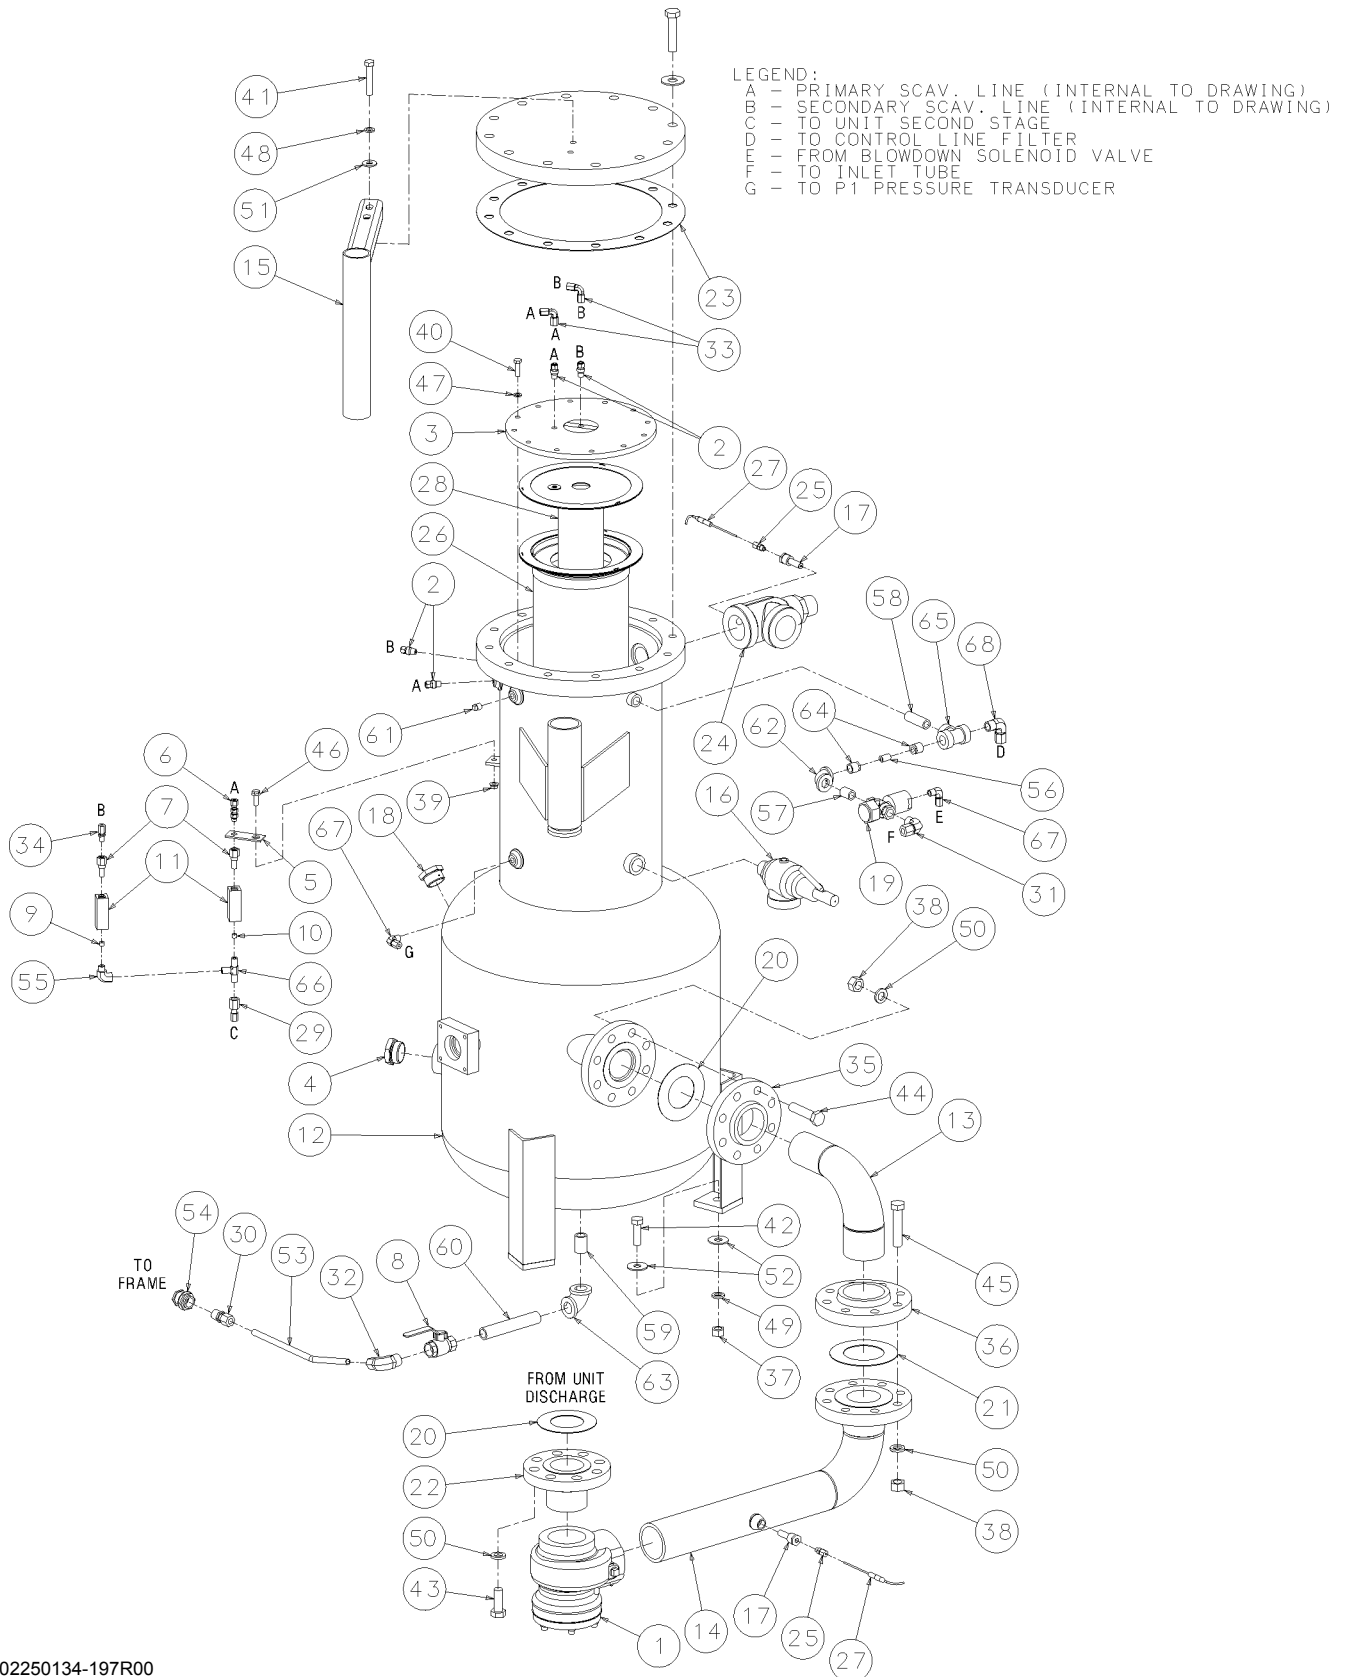 LEGEND:
A - PRIMARY SCAV. LINE (INTERNAL TO DRAWING)
B - SECONDARY SCAV. LINE (INTERNAL TO DRAWING)
C - TO UNIT SECOND STAGE
D - TO CONTROL LINE FILTER
E - FROM BLOWDOWN SOLENOID VALVE
F - TO INLET TUBE
G - TO P1 PRESSURE TRANSDUCER
41
48
51
15
23
B
B
A
A
33
40
A
B
47
3
2
28
27
25
17
26
2
58
65
68
B
A
61
24
62
64
D
6
46
A
56
B
7
39
18
16
57
E
67
34
67
F
11
5
19
31
9
10
38
50
G
55
66
20
29
C
35
4
44
12
13
54
30
53
8
60
42
TO
FRAME
32
52
45
59
49
36
63
37
FROM UNIT
DISCHARGE
21
20
22
50
50
38
43
1
14
17
25
27
02250134-197R00